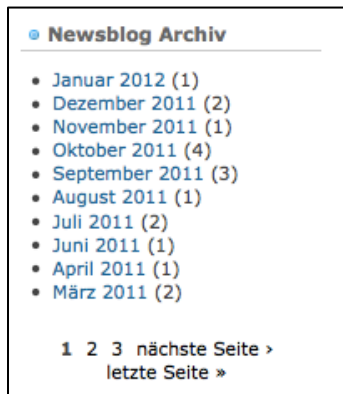 Newsblog Archiv
Januar 2012 (1)
Dezember 2011 (2)
November 2011 (1)
Oktober 2011 (4)
September 2011 (3)
August 2011 (1)
Juli 2011 (2)
Juni 2011 (1)
April 2011 (1)
März 2011 (2)
1 2 3 nächste Seite ›
letzte Seite »